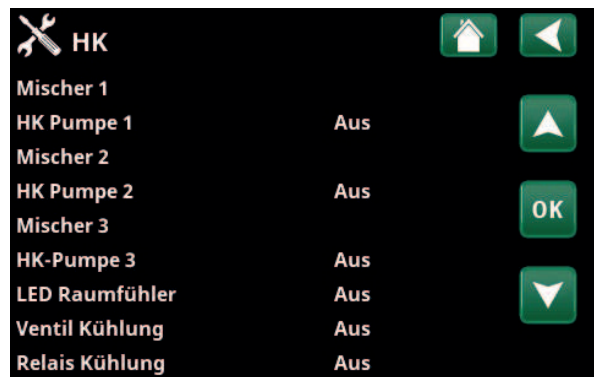 HK
Mischer 1
HK Pumpe 1 Aus
Mischer 2
HK Pumpe 2 Aus
OK
Mischer 3
HK-Pumpe 3 Aus
LED Raumfühler Aus
Ventil Kühlung Aus
Relais Kühlung Aus